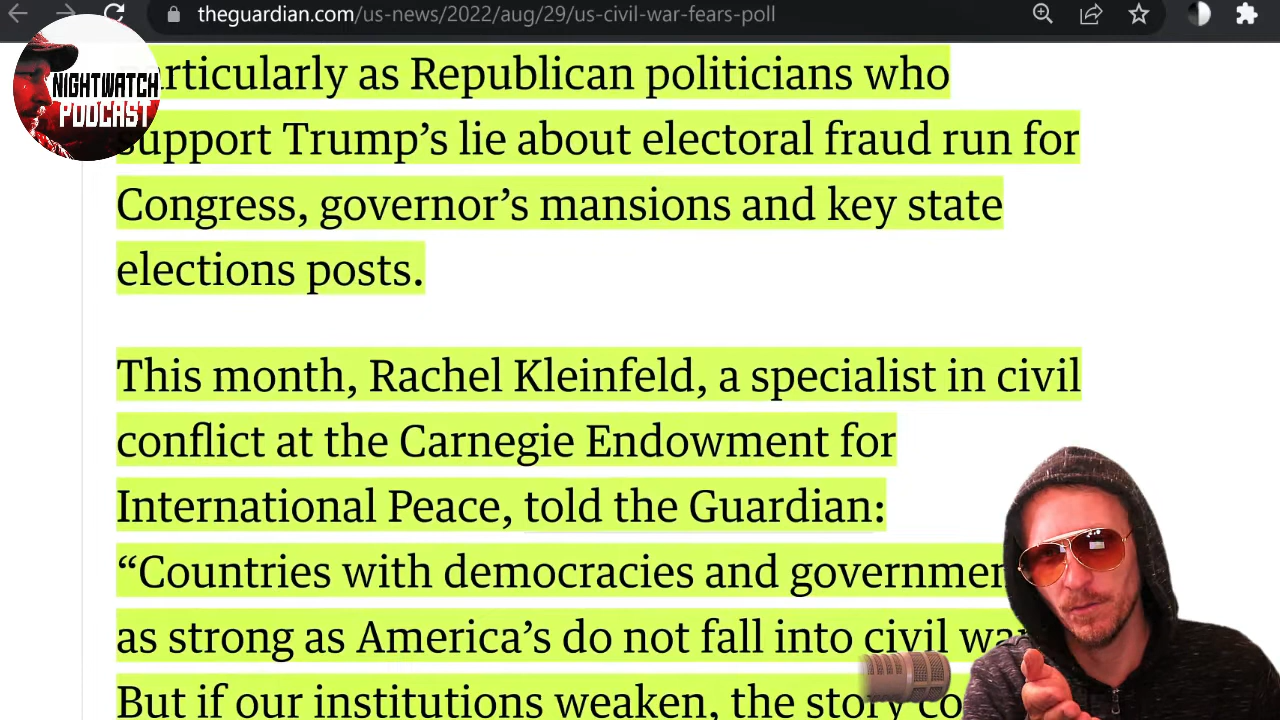 theguardian.com/us-news/2022/aug/29/us-civil-war-fears-poll
NIGHTWATCH
PODCAST
particularly as Republican politicians who
support Trump’s lie about electoral fraud run for
Congress, governor’s mansions and key state
elections posts.
This month, Rachel Kleinfeld, a specialist in civil
conflict at the Carnegie Endowment for
International Peace, told the Guardian:
“Countries with democracies and governmen
as strong as America’s do not fall into civil wa
But if our institutions weaken, the story co